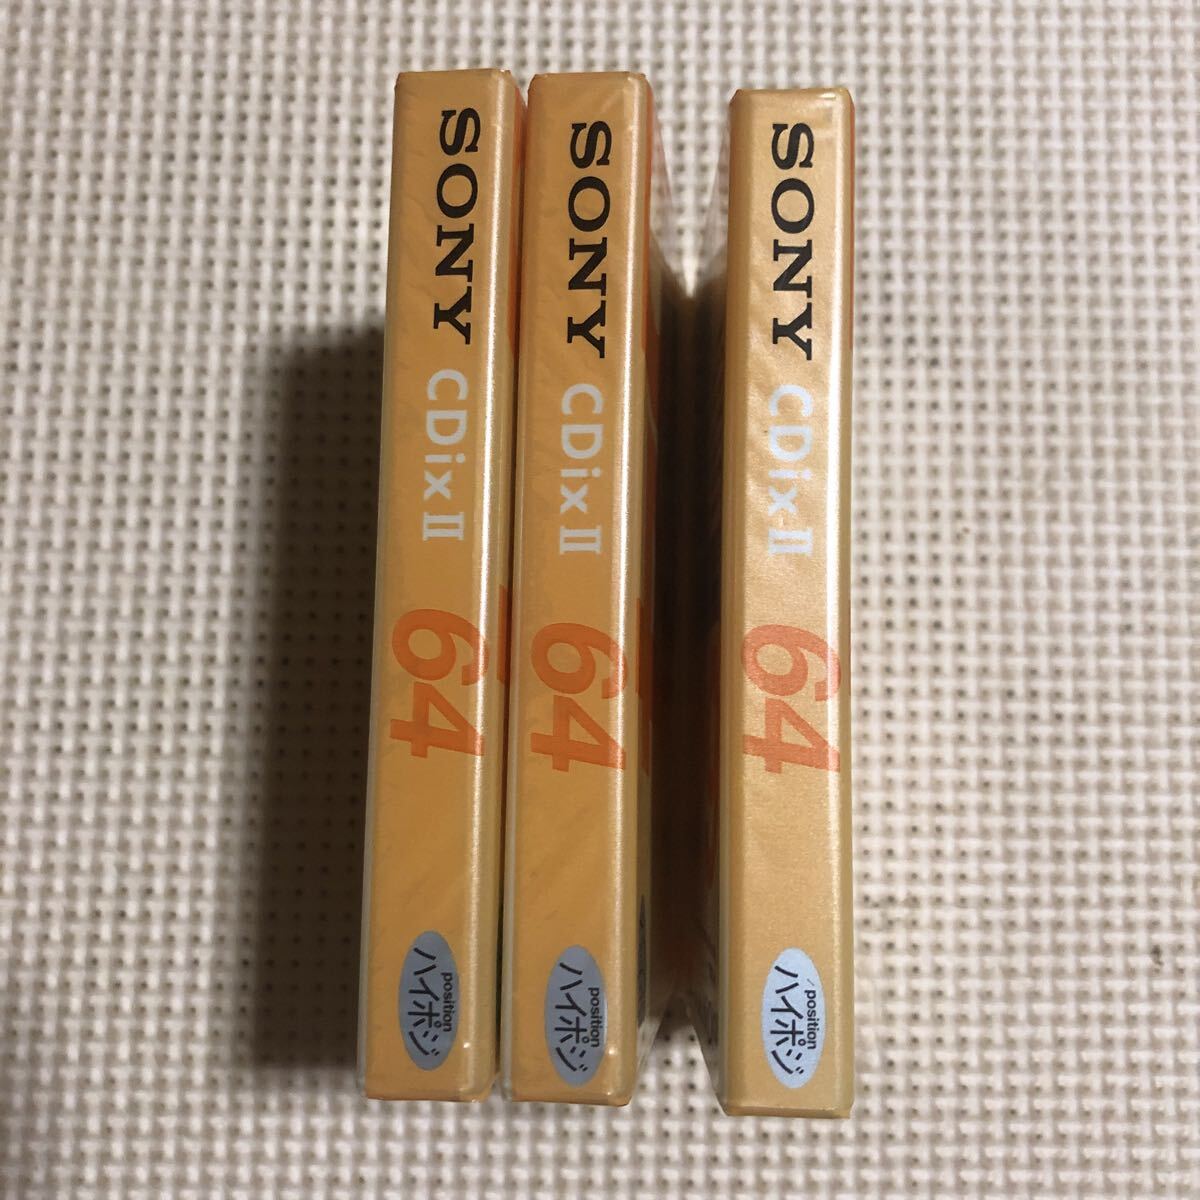 SONY CDix II 64
position
ハイポジ
SONY CDix II 64
position
ハイポジ
SONY CDix II 64
position
ハイポジ